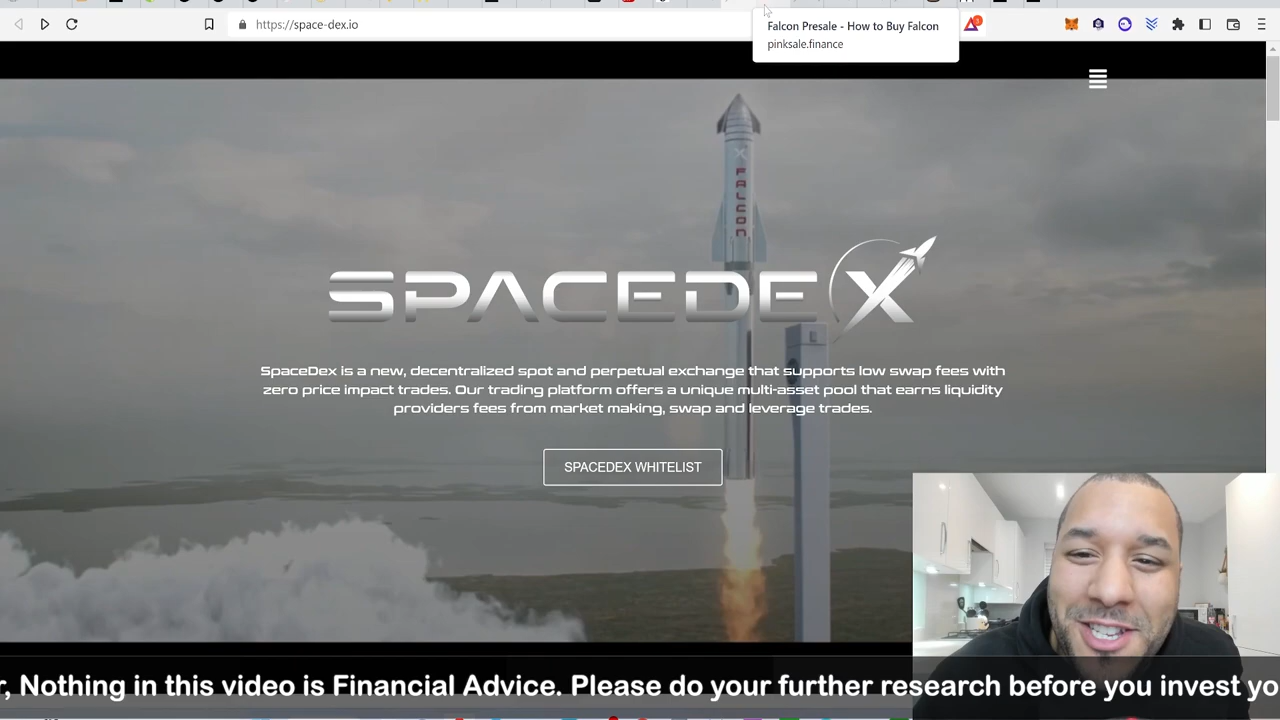 https://space-dex.io
Falcon Presale - How to Buy Falcon
pinksale.finance
FALCON
SPACEDEX
SpaceDex is a new, decentralized spot and perpetual exchange that supports low swap fees with
zero price impact trades. Our trading platform offers a unique multi-asset pool that earns liquidity
providers fees from market making, swap and leverage trades.
SPACEDEX WHITELIST
r, Nothing in this video is Financial Advice. Please do your further research before you invest yo